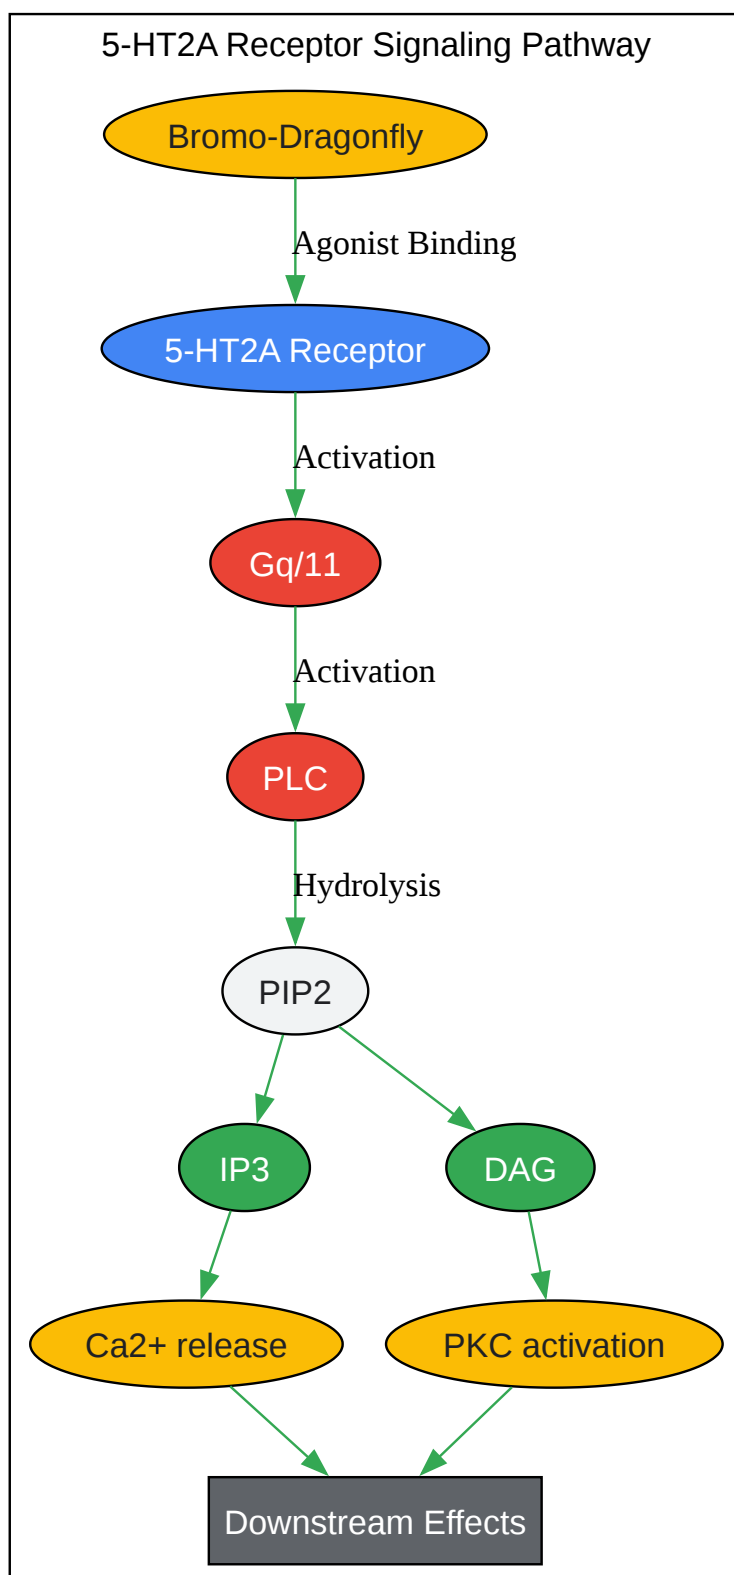 5-HT2A Receptor Signaling Pathway
Bromo-Dragonfly
Agonist Binding
5-HT2A Receptor
Activation
Gq/11
Activation
PLC
Hydrolysis
PIP2
IP3
DAG
Ca2+ release
PKC activation
Downstream Effects